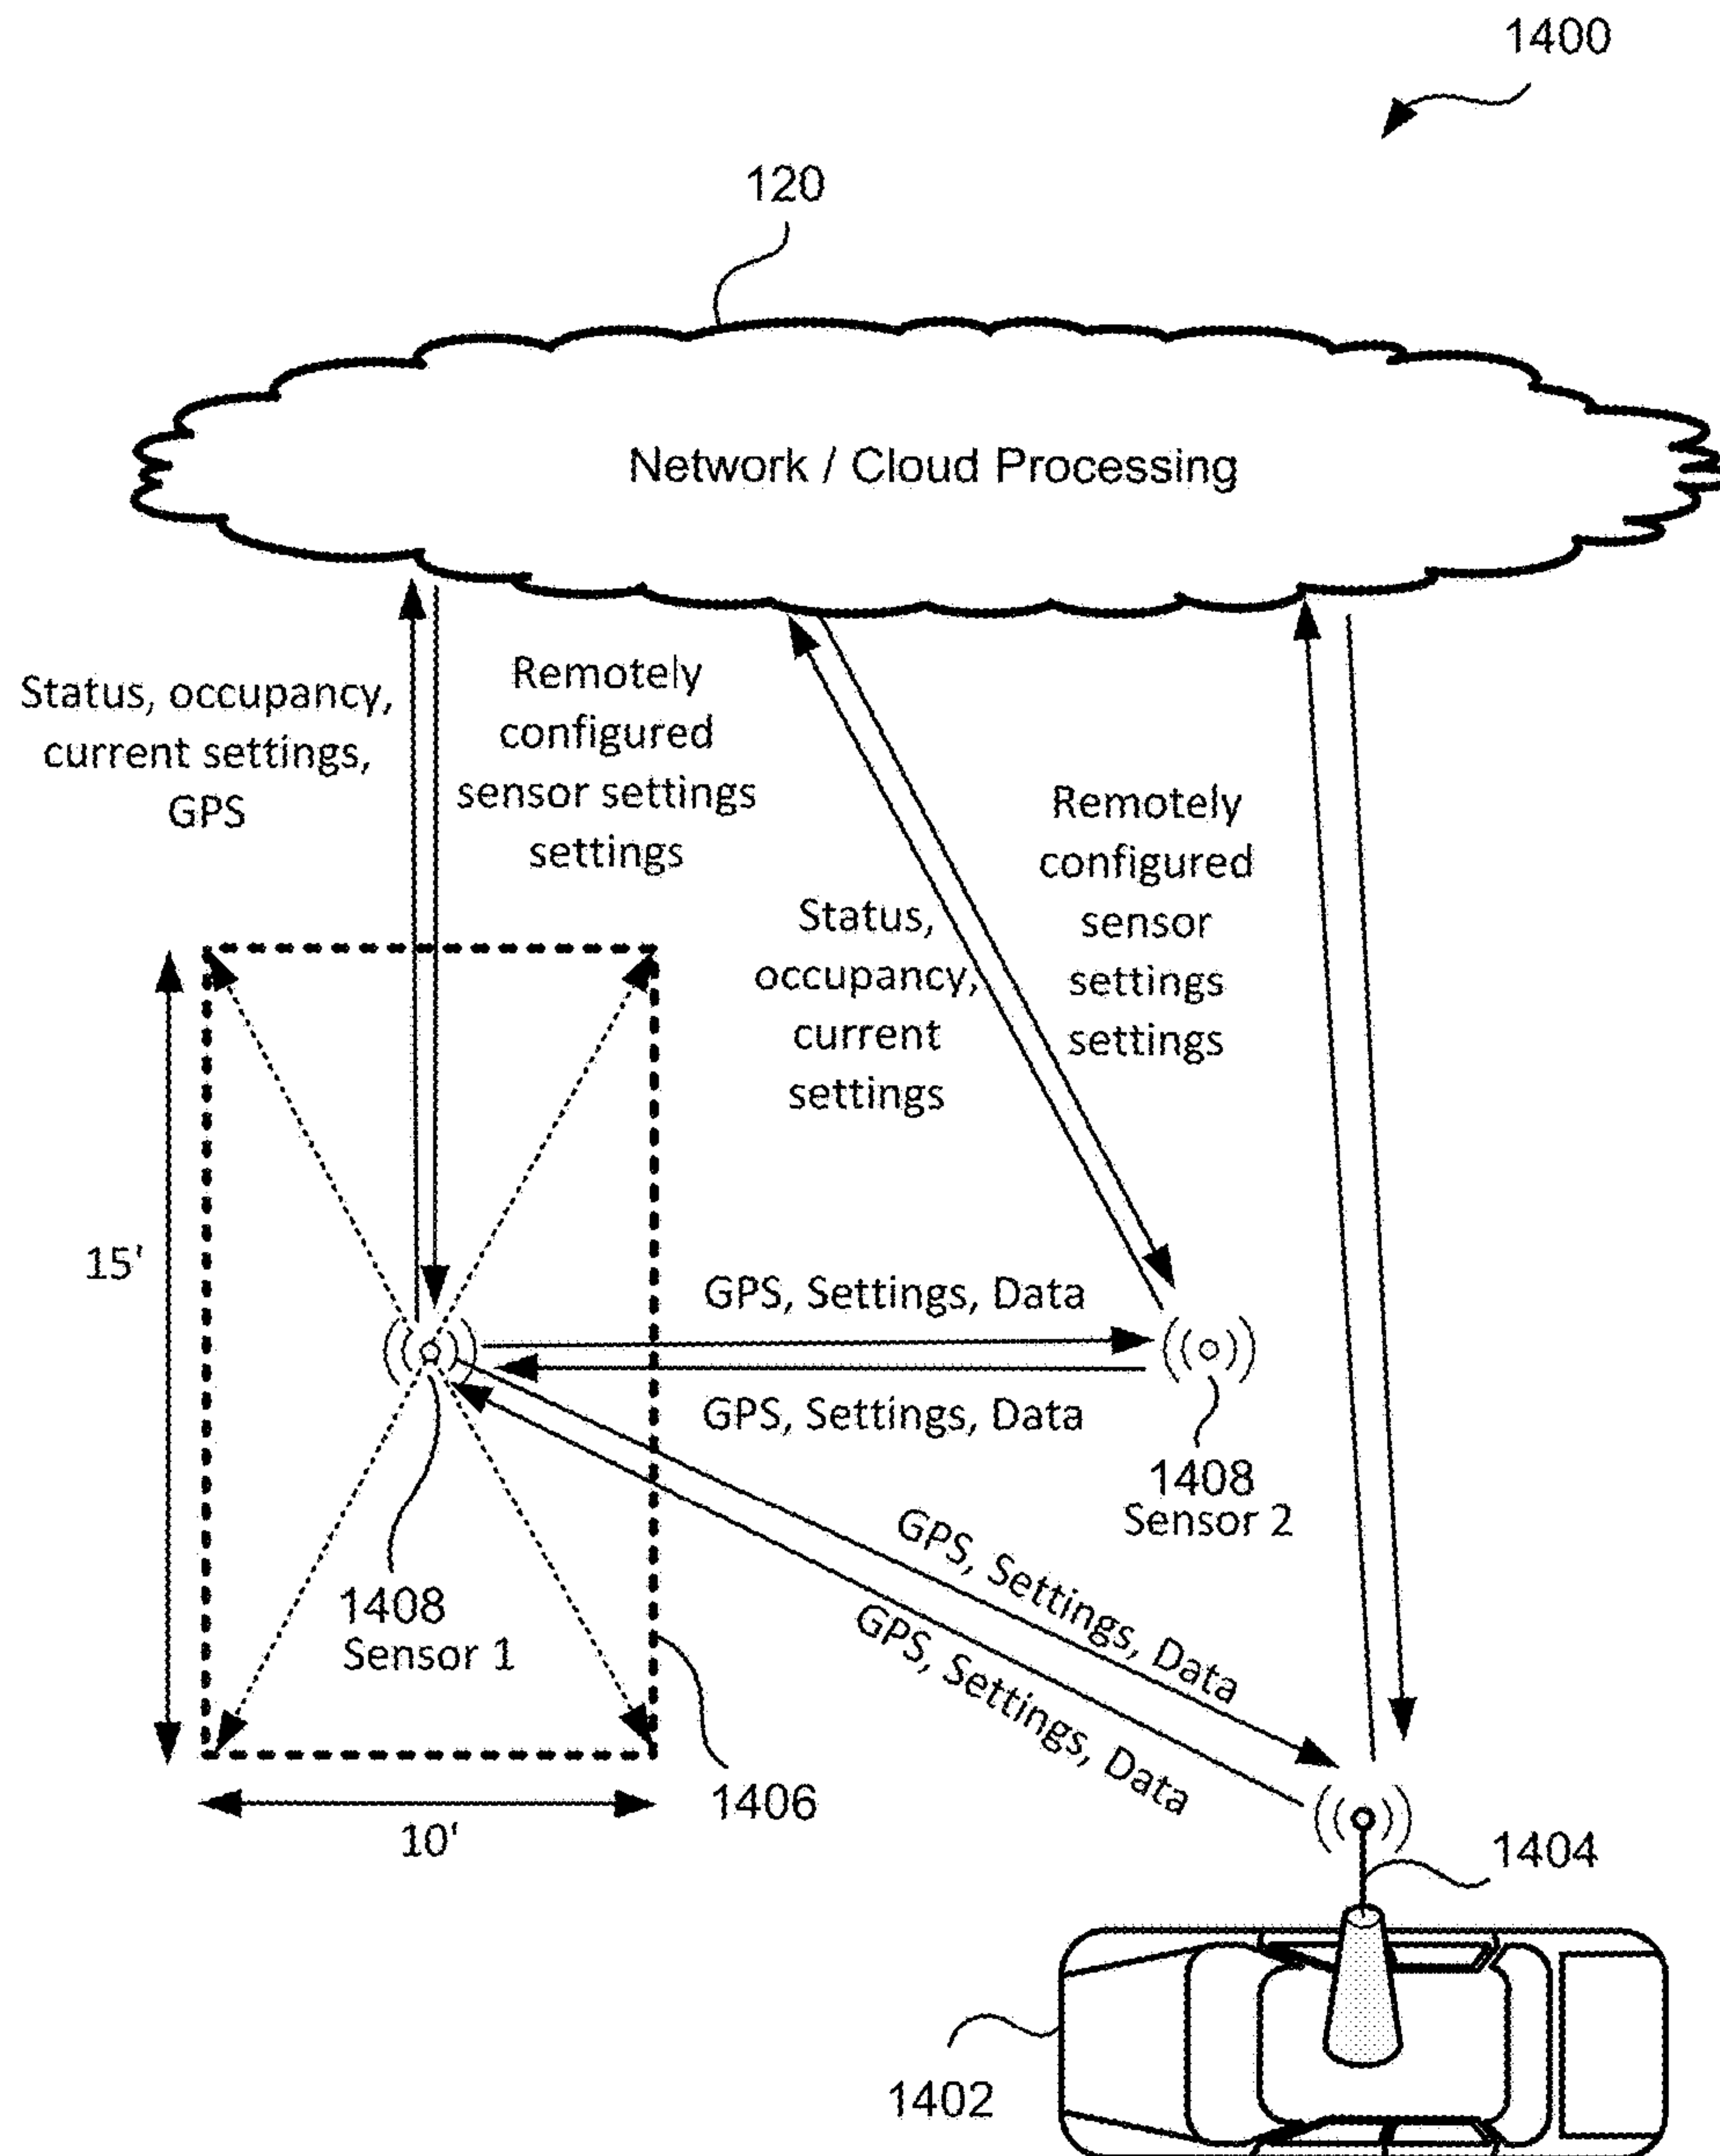 1400
120
Network / Cloud Processing
Status, occupancy,
current settings,
GPS
Remotely
configured
sensor settings
settings
Status,
occupancy,
current
settings
Remotely
configured
sensor
settings
settings
15'
GPS, Settings, Data
GPS, Settings, Data
1408
Sensor 2
1408
Sensor 1
GPS, Settings, Data
GPS, Settings, Data
1406
10'
1404
1402